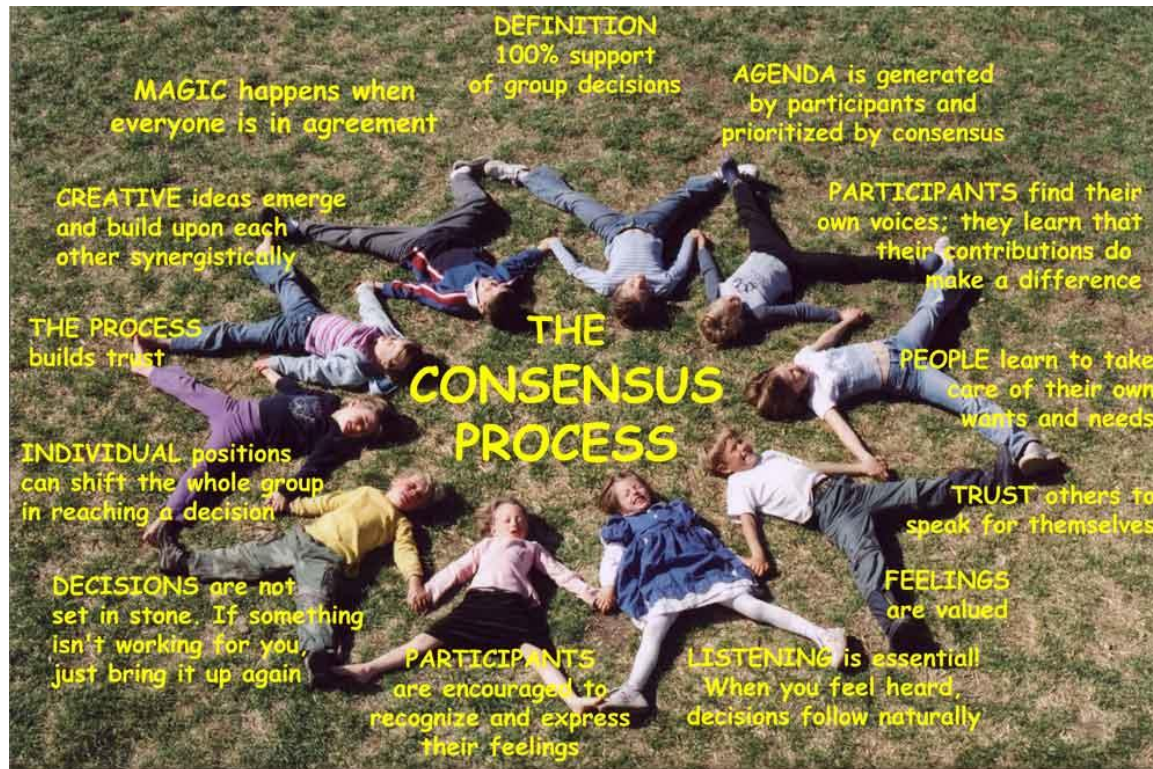 DEFINITION
100% support
of group decisions
AGENDA is generated
by participants and
prioritized by consensus
PARTICIPANTS find their
own voices; they learn that
their contributions do
make a difference
PEOPLE learn to take
care of their own
wants and needs
TRUST others to
speak for themselves
FEELINGS
are valued
LISTENING is essential!
When you feel heard,
decisions follow naturally
PARTICIPANTS
are encouraged to
recognize and express
their feelings
DECISIONS are not
set in stone. If something
isn't working for you,
just bring it up again
INDIVIDUAL positions
can shift the whole group
in reaching a decision
THE PROCESS
builds trust
CREATIVE ideas emerge
and build upon each
other synergistically
MAGIC happens when
everyone is in agreement
THE
CONSENSUS
PROCESS